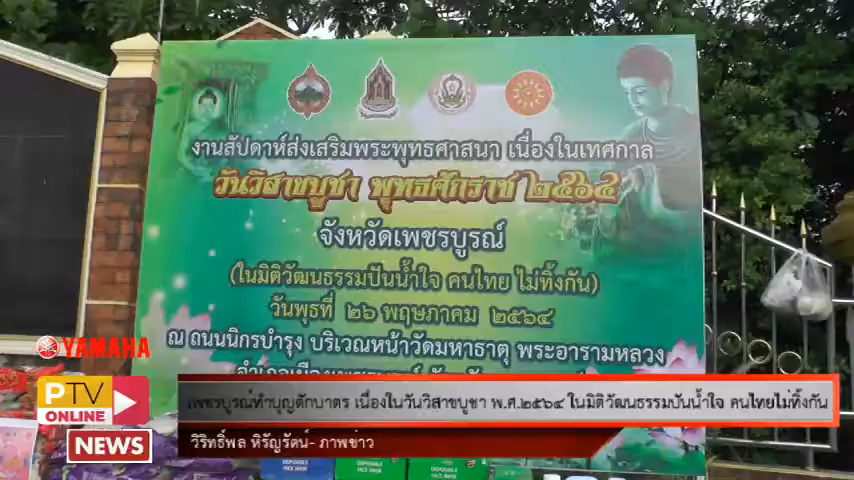 งานสัปดาห์ส่งเสริมพระพุทธศาสนา เนื่องในเทศกาล
วันวิสาขบูชา พุทธศักราช ๒๕๖๔
จังหวัดเพชรบูรณ์
(ในมิติวัฒนธรรมปันน้ำใจ คนไทย ไม่ทิ้งกัน)
วันพุธที่ ๒๖ พฤษภาคม ๒๕๖๔
ณ ถนนนิกรบำรุง บริเวณหน้าวัดมหาธาตุ พระอารามหลวง
YAMAHA
PTV
ONLINE
NEWS
เพชรบูรณ์ทำบุญตักบาตร เนื่องในวันวิสาขบูชา พ.ศ.๒๕๖๔ ในมิติวัฒนธรรมปันน้ำใจ คนไทยไม่ทิ้งกัน
วิริทธิ์พล หิรัญรัตน์- ภาพข่าว
DISPOSABLE
FACE MASK
DISPOSABLE
FACE MASK
DISPOSABLE
FACE MASK